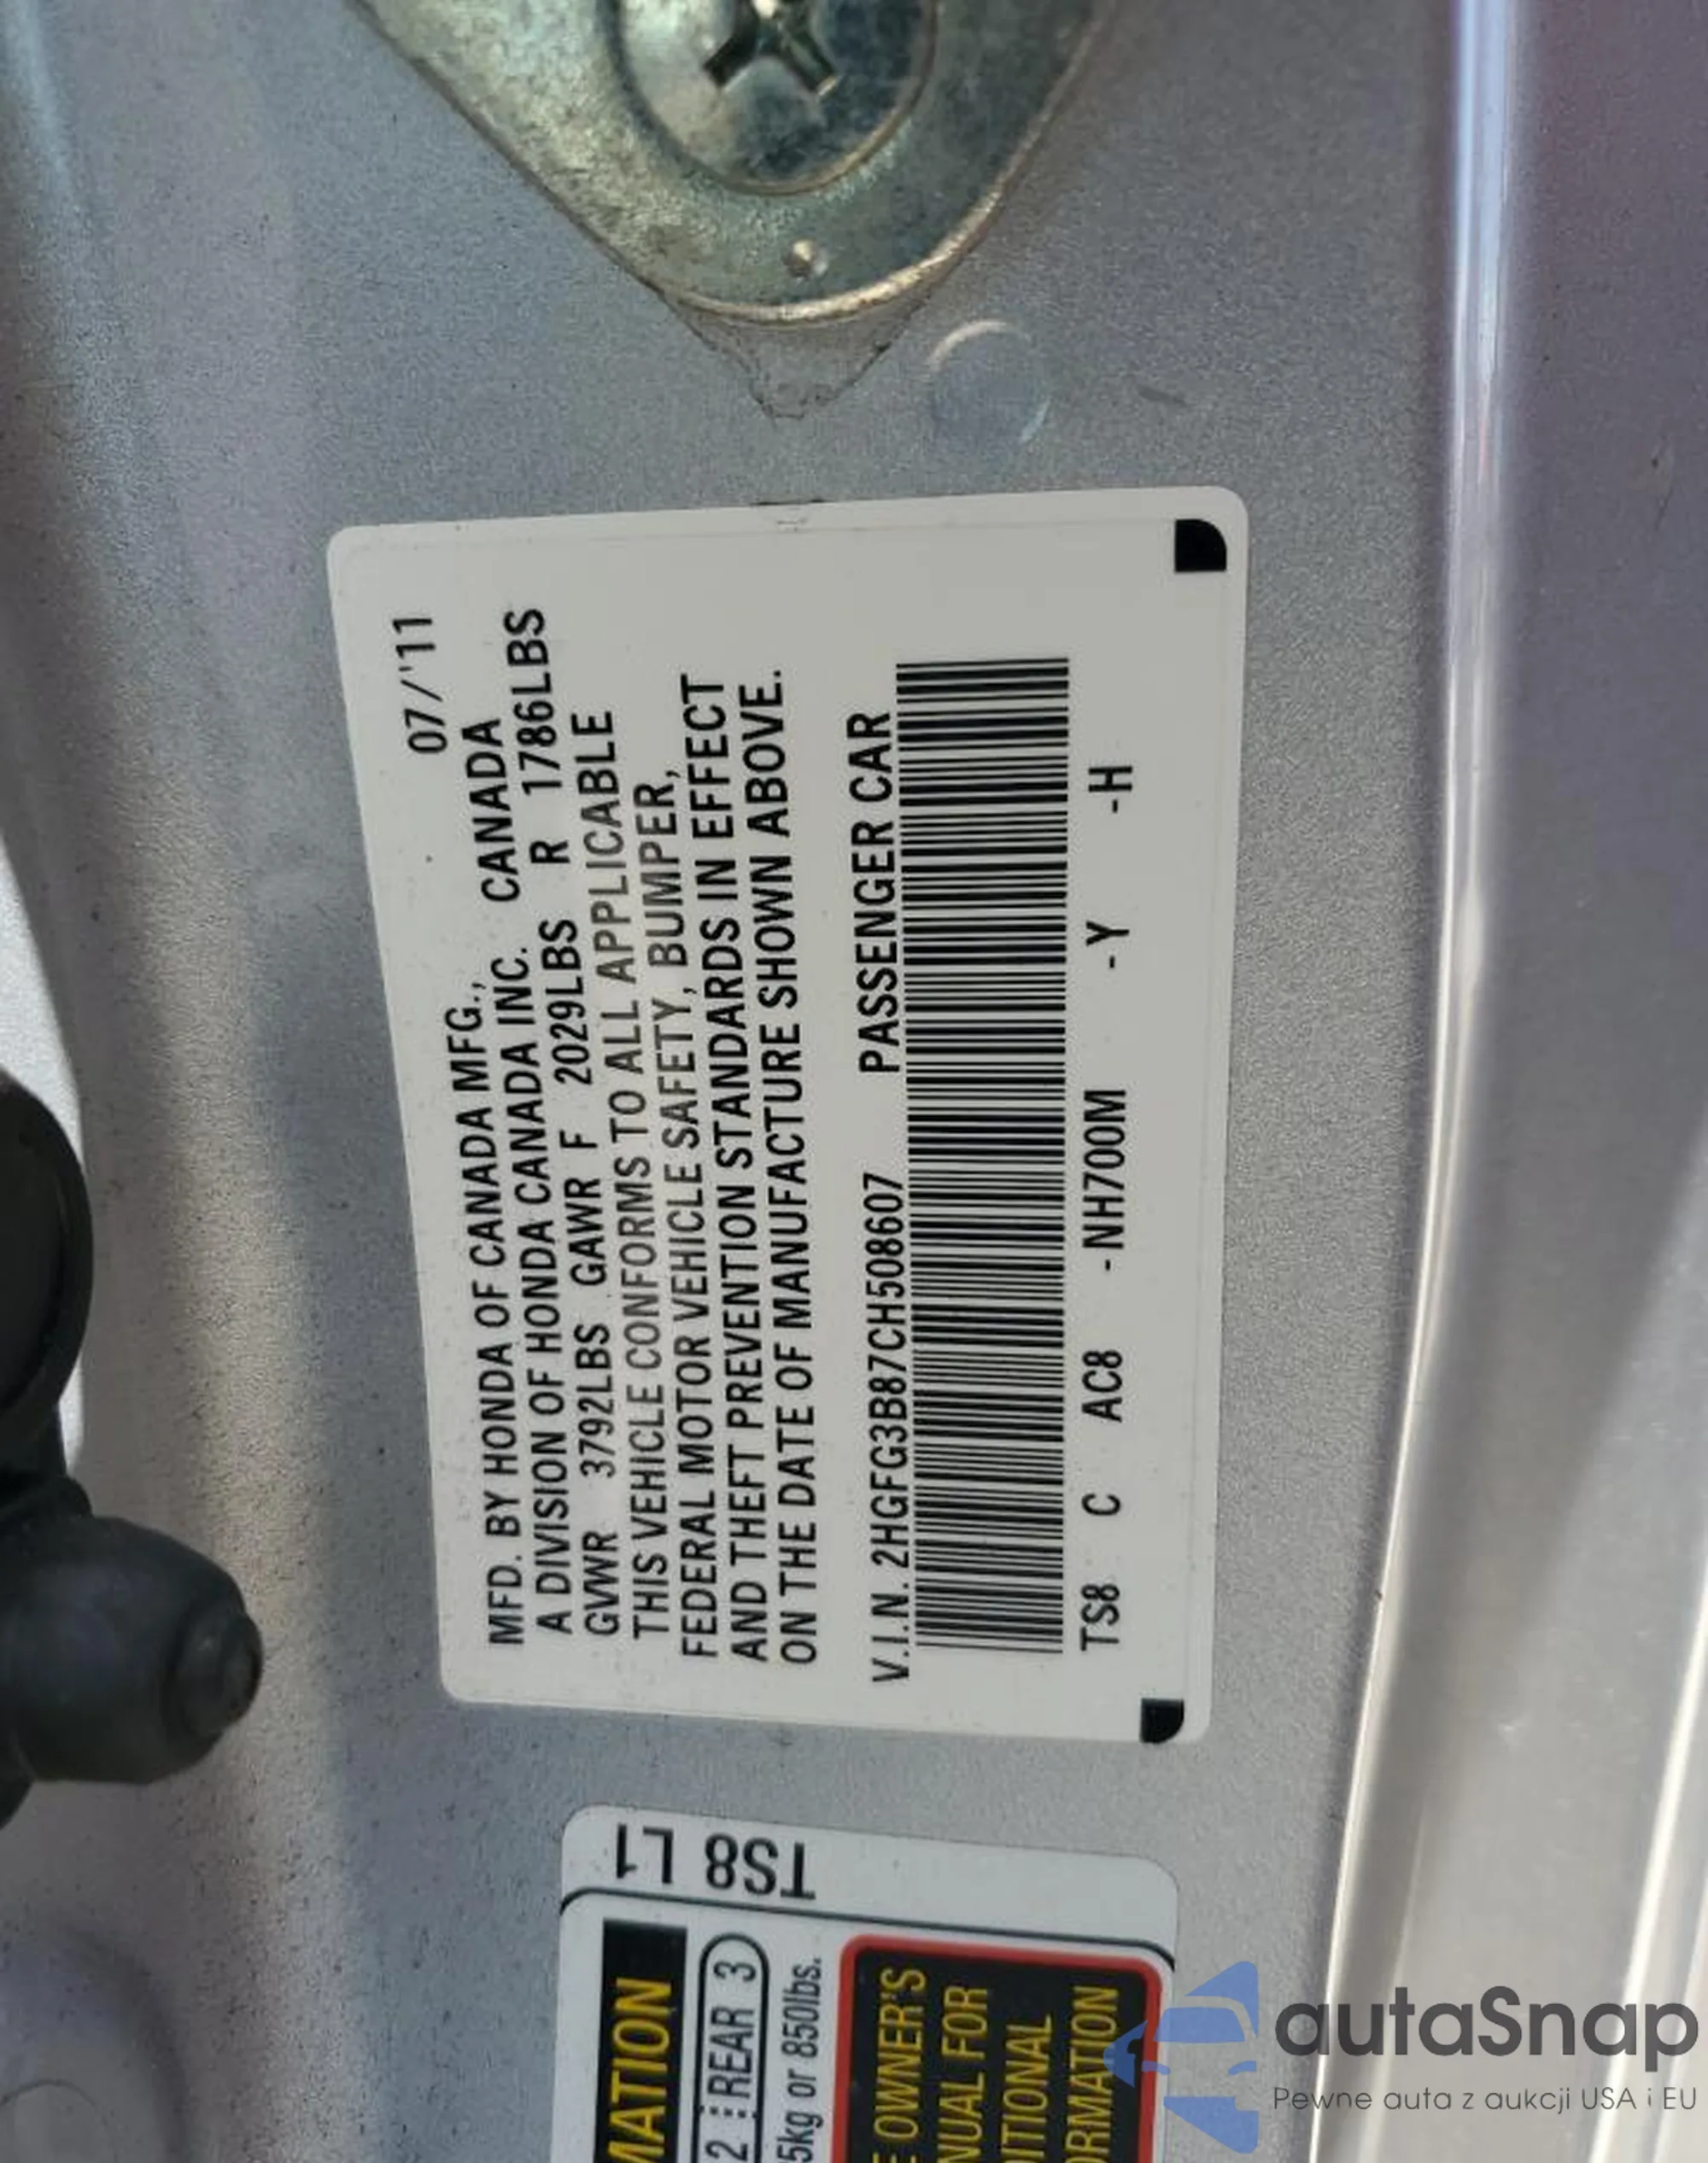 07/'11
MFD. BY HONDA OF CANADA MFG.,
A DIVISION OF HONDA CANADA INC. CANADA
GVWR 3792LBS GAWR F 2029LBS R 1786LBS
THIS VEHICLE CONFORMS TO ALL APPLICABLE
FEDERAL MOTOR VEHICLE SAFETY, BUMPER,
AND THEFT PREVENTION STANDARDS IN EFFECT
ON THE DATE OF MANUFACTURE SHOWN ABOVE.
V.I.N. 2HGFG3B87CH508607 PASSENGER CAR
TS8 C AC8 -NH700M -Y -H
TS8 L1
MATION
2 REAR 3
5kg or 850lbs.
E OWNER'S
NUAL FOR
ITIONAL
ORMATION
autaSnap
Pewne auta z aukcji USA i EU